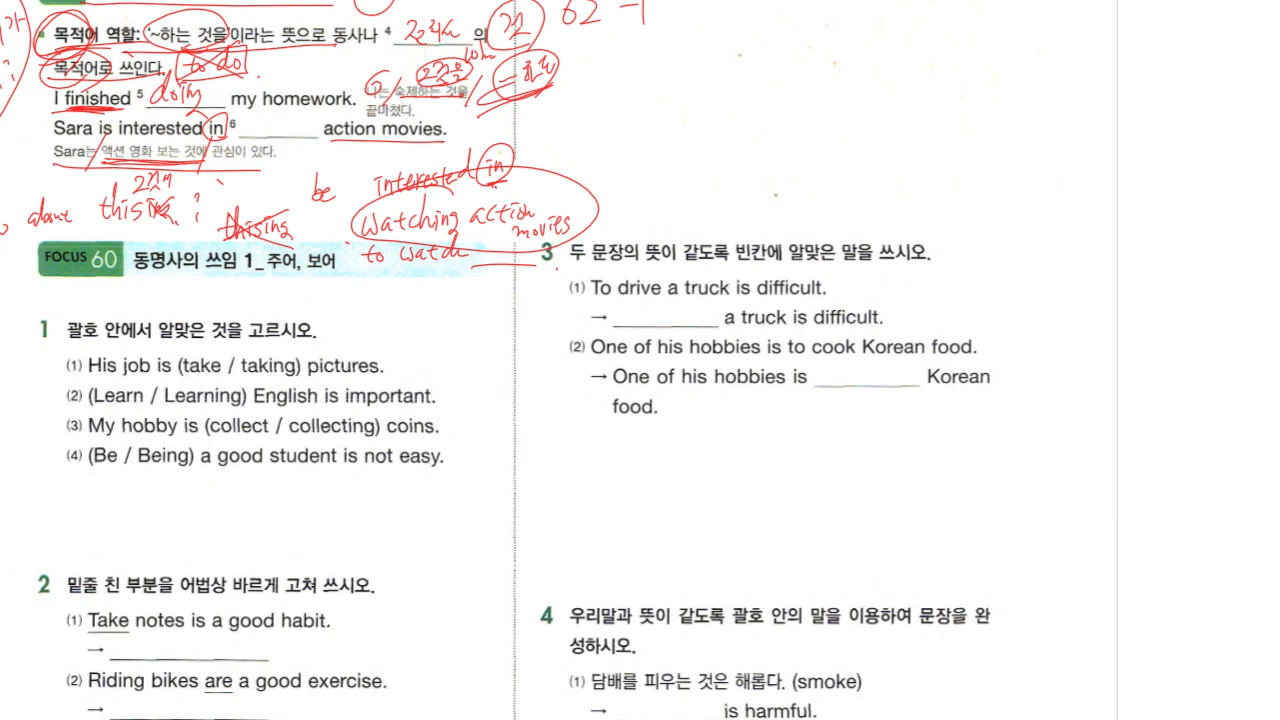 62 -1
목적어 역할: '~하는 것을'이라는 뜻으로 동사나 4 전치사 의
목적어로 쓰인다. to do
I finished 5 doing my homework. 나는 숙제하는 것을
끝마쳤다.
Sara is interested in 6 ________ action movies.
Sara는 액션 영화 보는 것에 관심이 있다.
be interested in
about this
thising
watching action
movies
to watch
FOCUS 60 동명사의 쓰임 1_ 주어, 보어
1 괄호 안에서 알맞은 것을 고르시오.
(1) His job is (take / taking) pictures.
(2) (Learn / Learning) English is important.
(3) My hobby is (collect / collecting) coins.
(4) (Be / Being) a good student is not easy.
2 밑줄 친 부분을 어법상 바르게 고쳐 쓰시오.
(1) Take notes is a good habit.
→ ________
(2) Riding bikes are a good exercise.
→ ________
3 두 문장의 뜻이 같도록 빈칸에 알맞은 말을 쓰시오.
(1) To drive a truck is difficult.
→ ________ a truck is difficult.
(2) One of his hobbies is to cook Korean food.
→ One of his hobbies is ________ Korean
food.
4 우리말과 뜻이 같도록 괄호 안의 말을 이용하여 문장을 완
성하시오.
(1) 담배를 피우는 것은 해롭다. (smoke)
→ ________ is harmful.